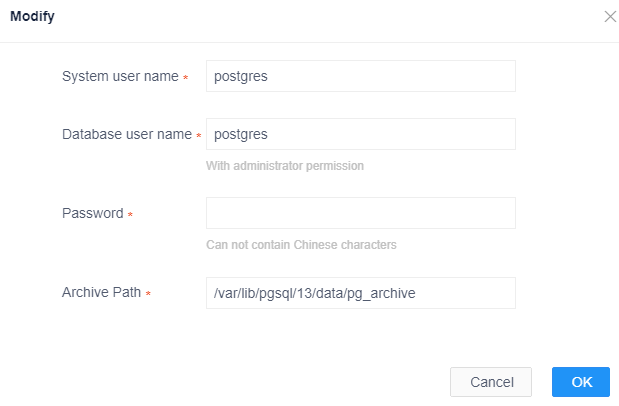 Modify
System user name *
postgres
Database user name *
postgres
With administrator permission
Password *
Can not contain Chinese characters
Archive Path *
/var/lib/pgsql/13/data/pg_archive
Cancel
OK